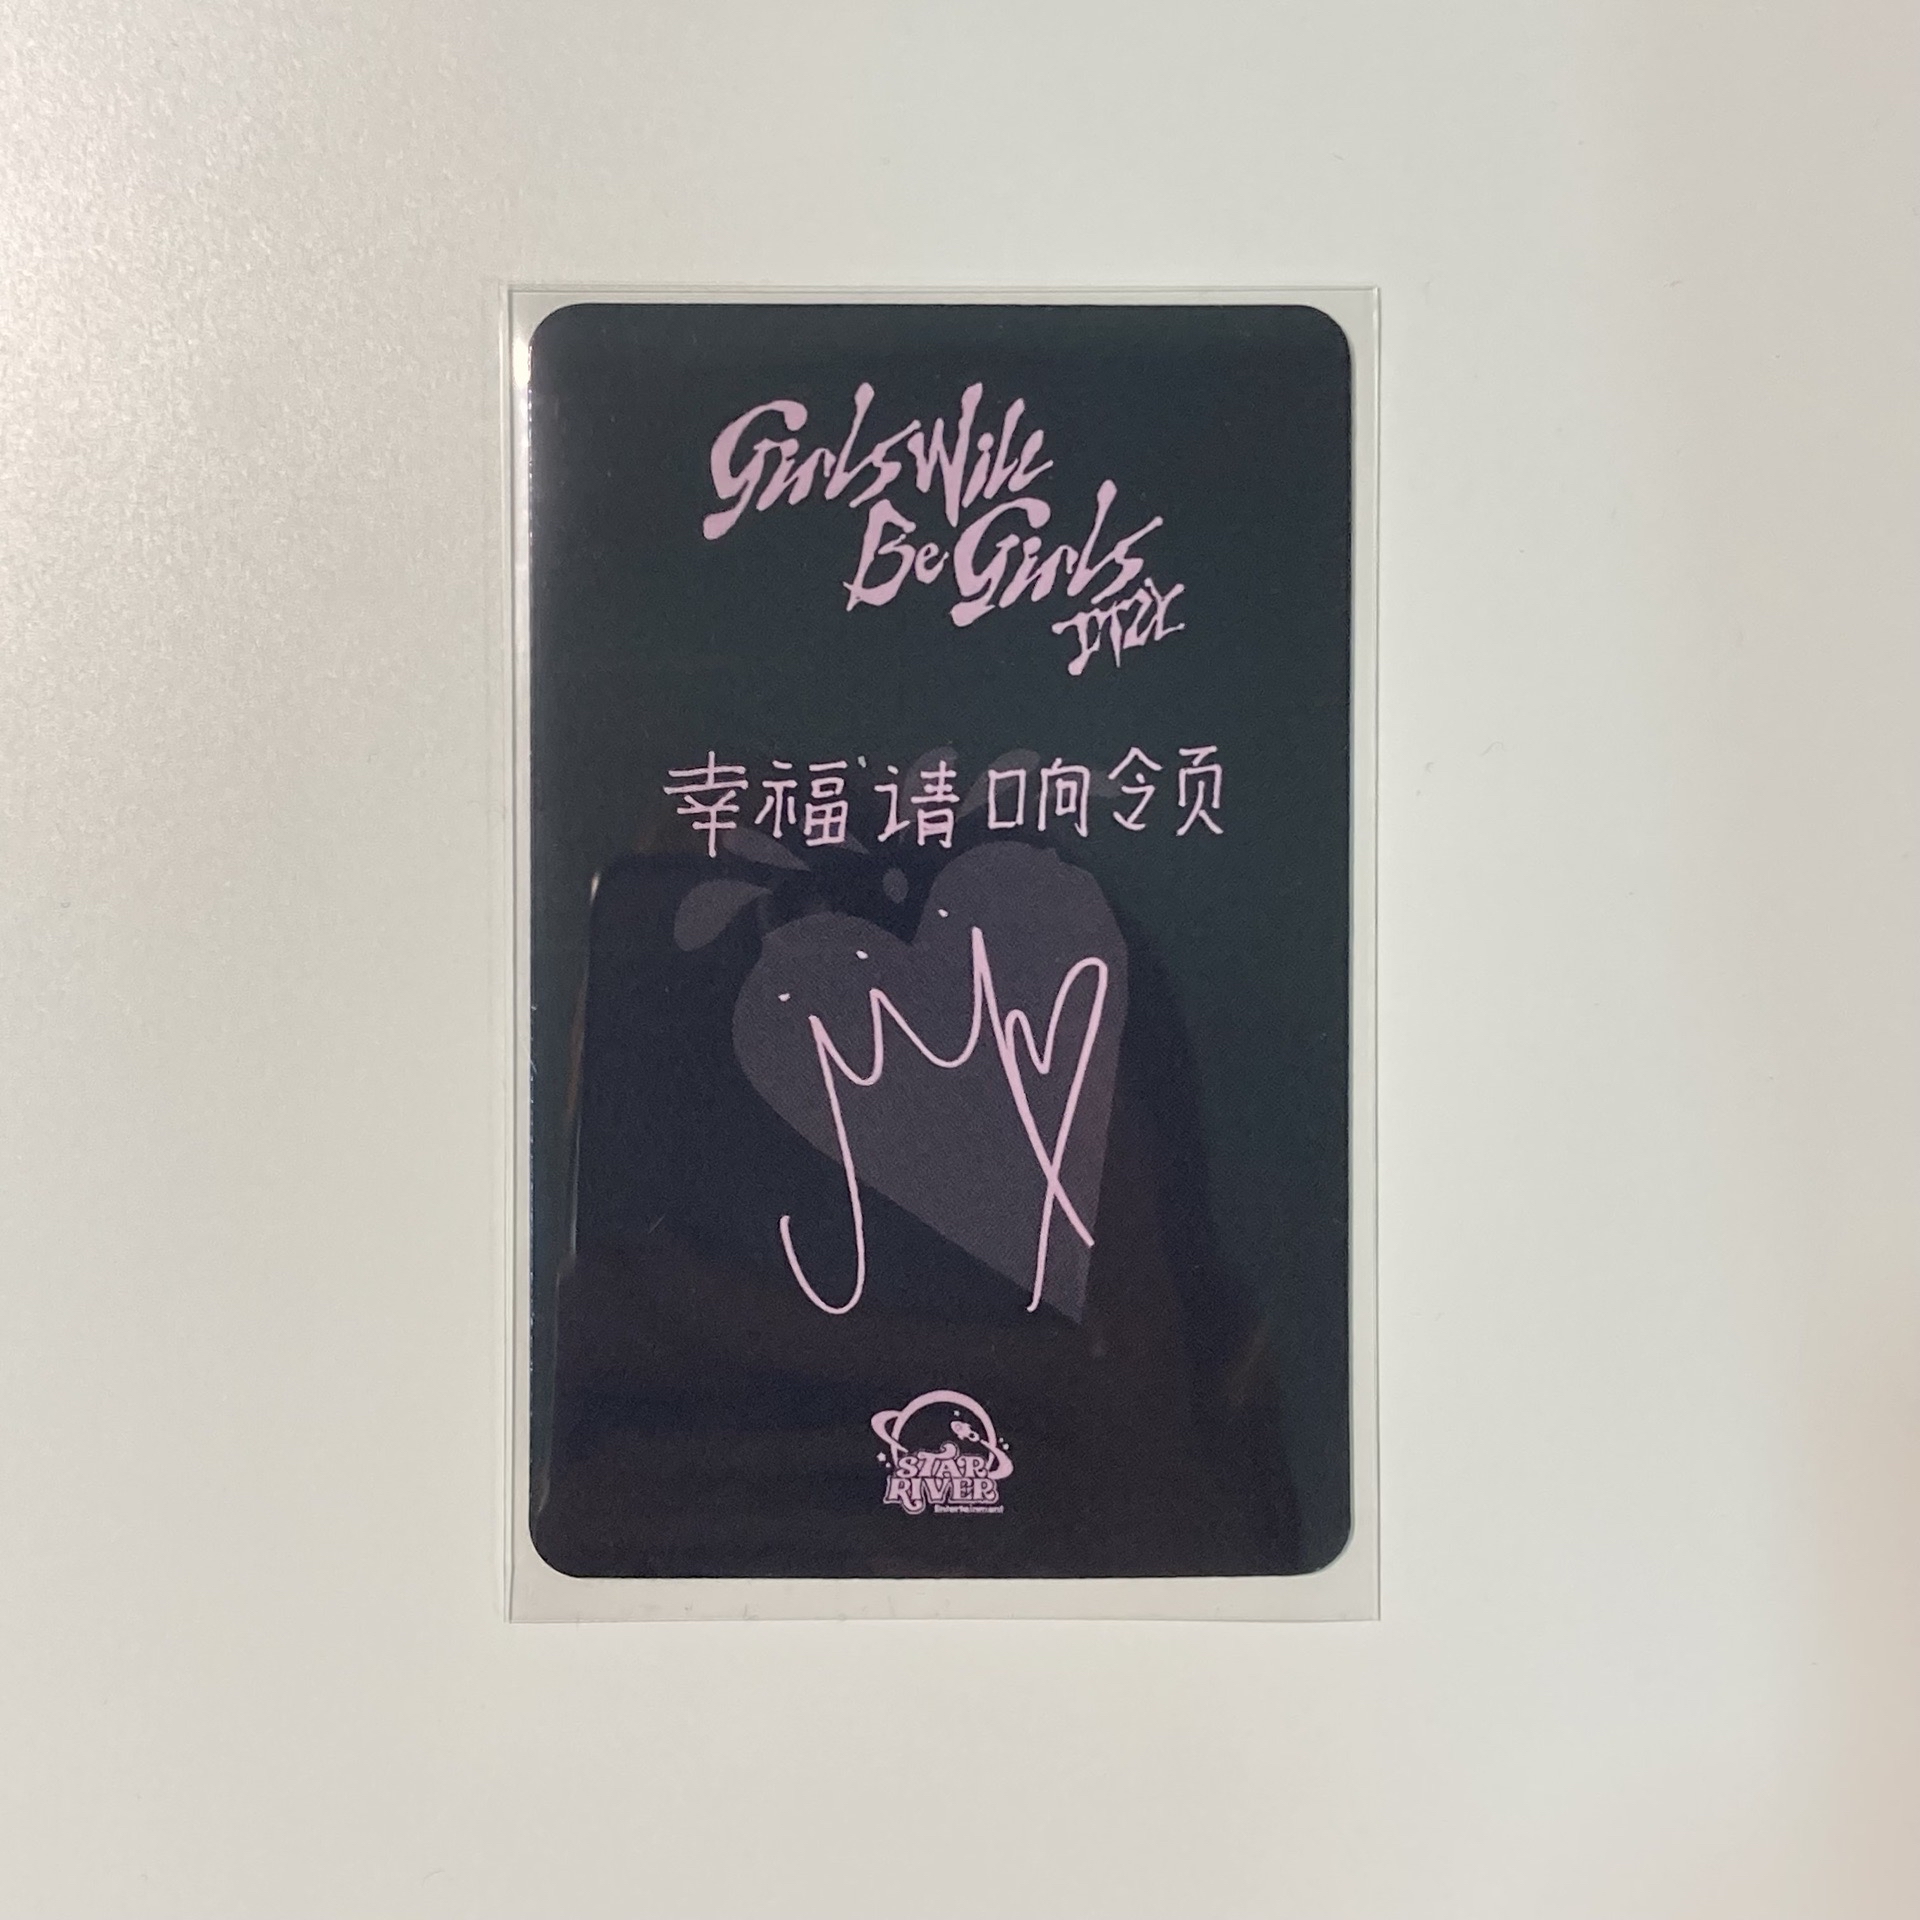 Girls Will
Be Girls
ITZY
幸福请响领
STAR
RIVER
Entertainment